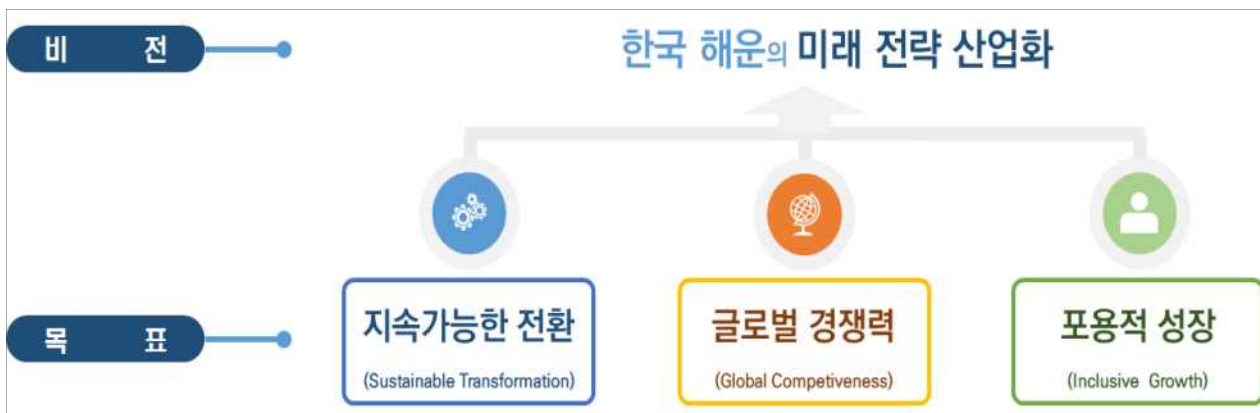 비 전
한국 해운의 미래 전략 산업화
목 표
지속가능한 전환
(Sustainable Transformation)
글로벌 경쟁력
(Global Competiveness)
포용적 성장
(Inclusive Growth)